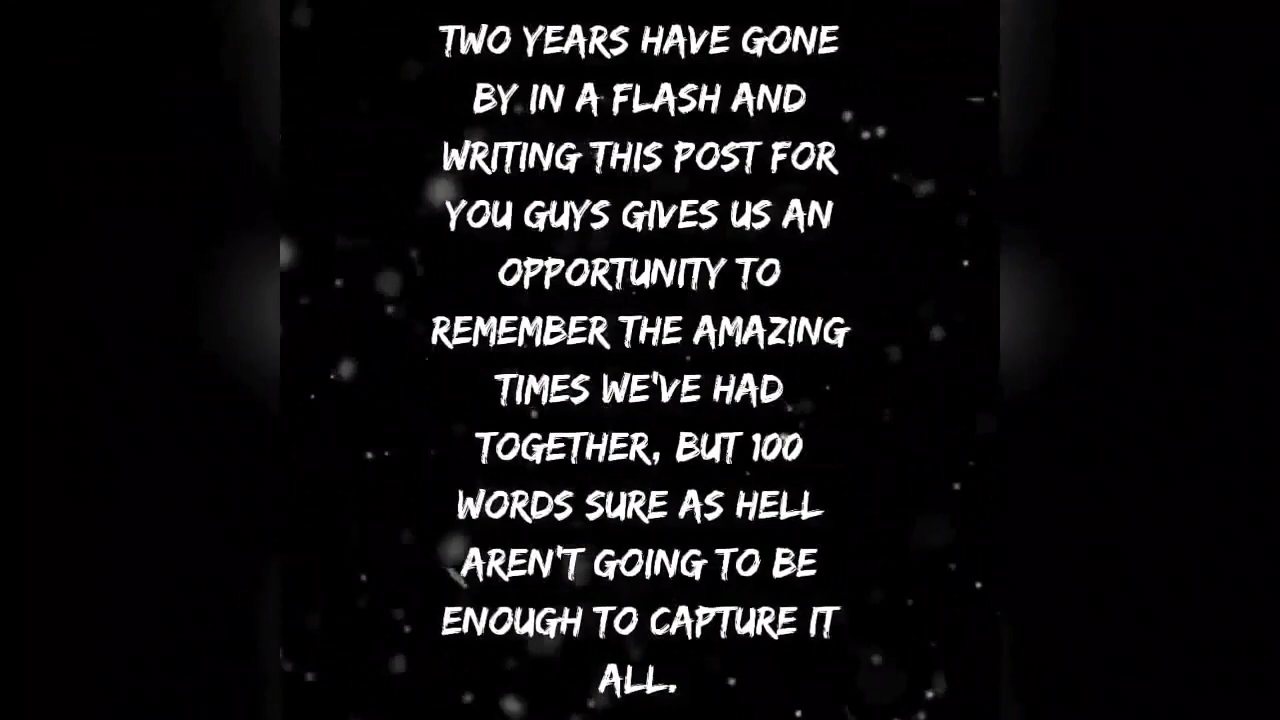 TWO YEARS HAVE GONE
BY IN A FLASH AND
WRITING THIS POST FOR
YOU GUYS GIVES US AN
OPPORTUNITY TO
REMEMBER THE AMAZING
TIMES WE'VE HAD
TOGETHER, BUT 100
WORDS SURE AS HELL
AREN'T GOING TO BE
ENOUGH TO CAPTURE IT
ALL.